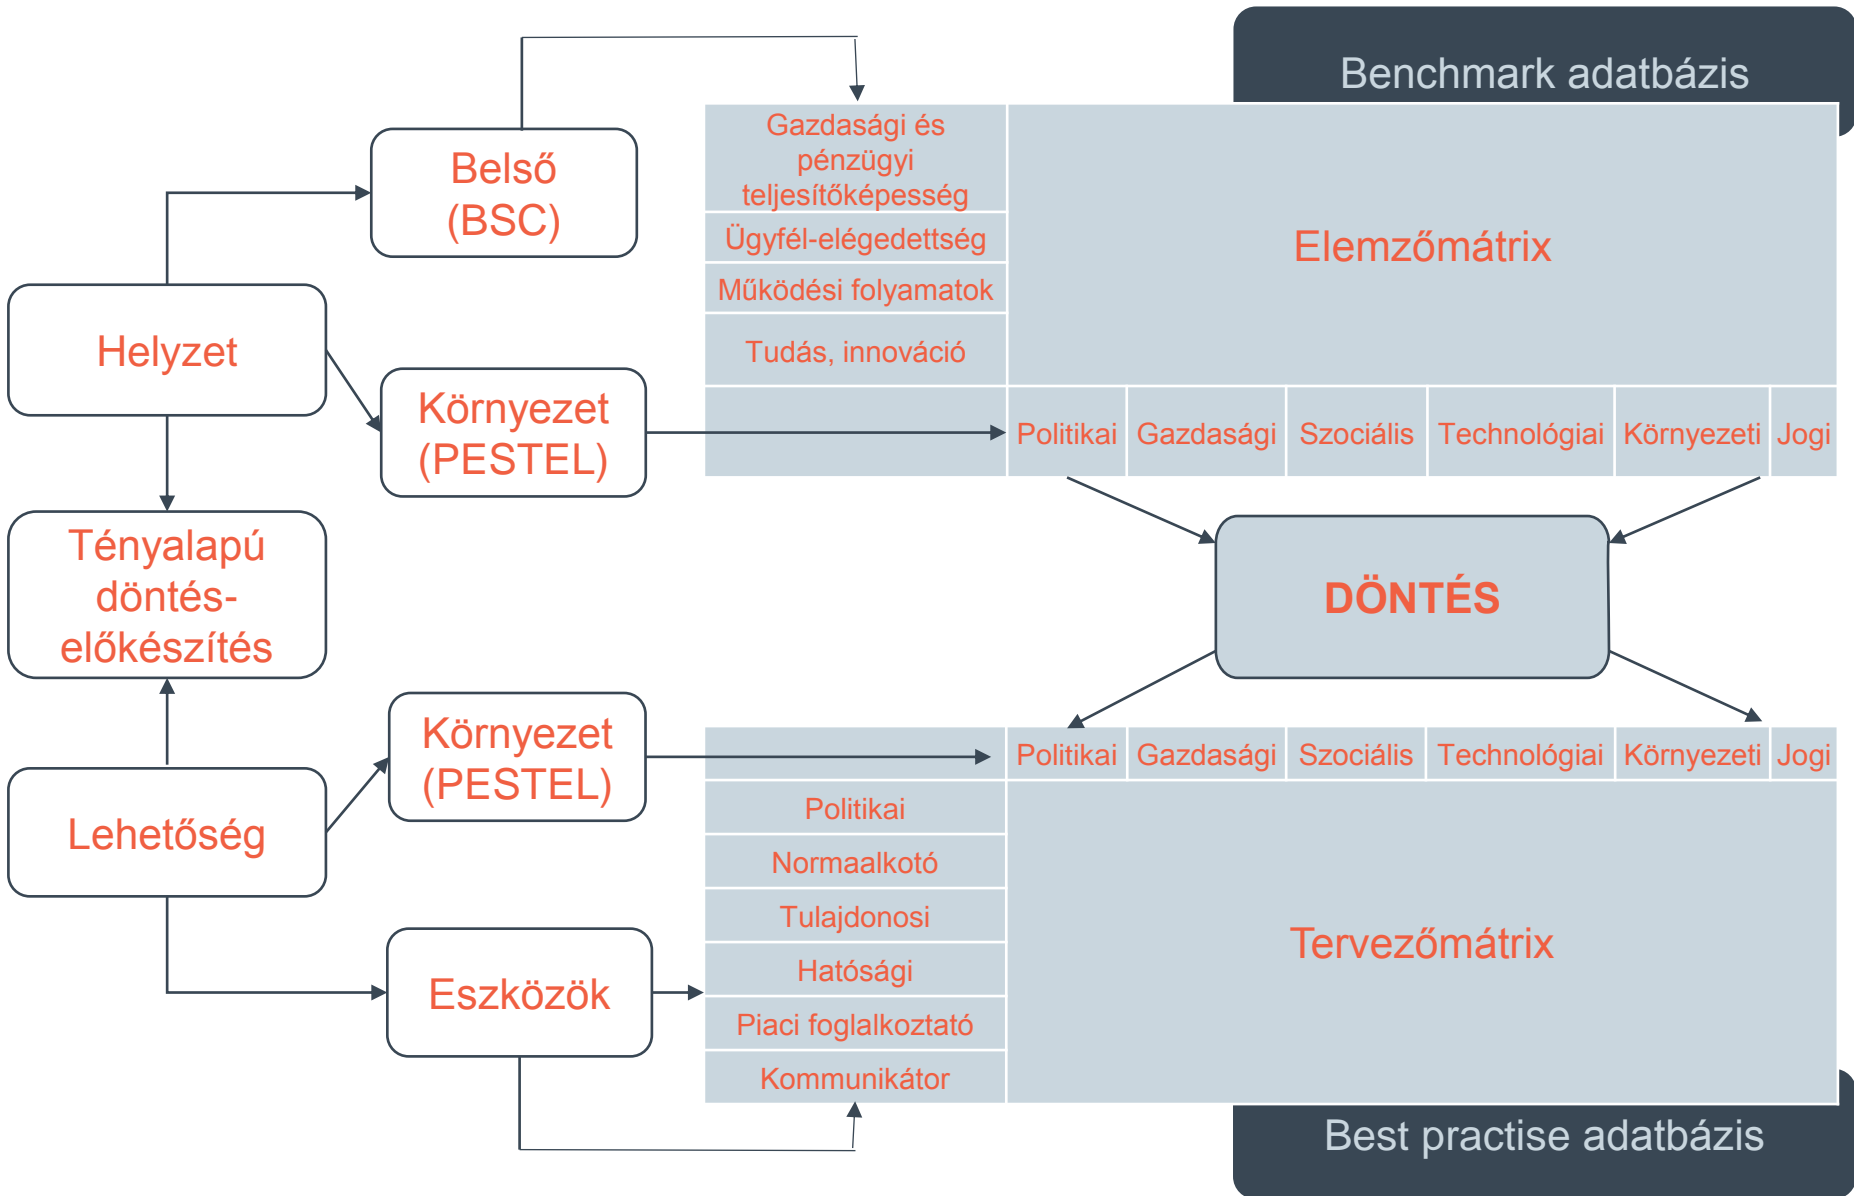 Benchmark adatbázis
Belső
(BSC)
Gazdasági és
pénzügyi
teljesítőképesség
Ügyfél-elégedettség
Működési folyamatok
Tudás, innováció
Elemzőmátrix
Helyzet
Környezet
(PESTEL)
Politikai
Gazdasági
Szociális
Technológiai
Környezeti
Jogi
Tényalapú
döntés-
előkészítés
DÖNTÉS
Környezet
(PESTEL)
Politikai
Gazdasági
Szociális
Technológiai
Környezeti
Jogi
Lehetőség
Politikai
Normaalkotó
Tulajdonosi
Hatósági
Piaci foglalkoztató
Kommunikátor
Tervezőmátrix
Eszközök
Best practise adatbázis